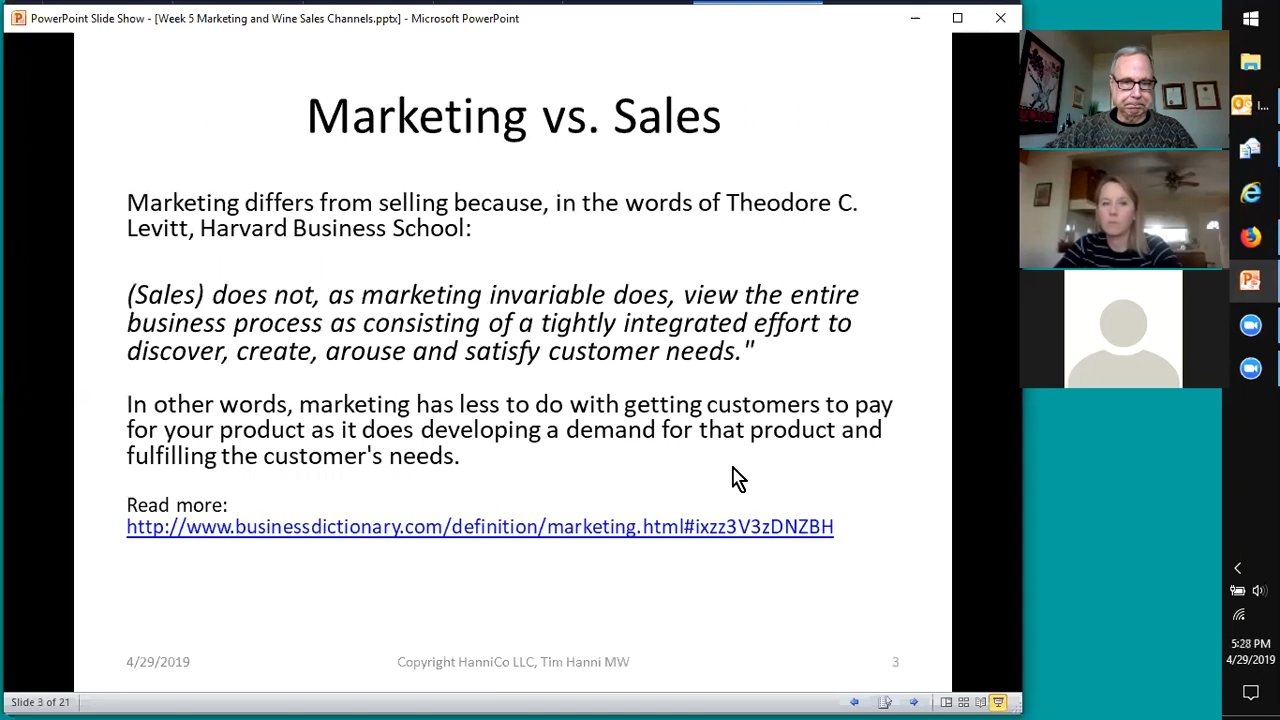 PowerPoint Slide Show - [Week 5 Marketing and Wine Sales Channels.pptx] - Microsoft PowerPoint
Marketing vs. Sales
Marketing differs from selling because, in the words of Theodore C.
Levitt, Harvard Business School:
(Sales) does not, as marketing invariable does, view the entire
business process as consisting of a tightly integrated effort to
discover, create, arouse and satisfy customer needs."
In other words, marketing has less to do with getting customers to pay
for your product as it does developing a demand for that product and
fulfilling the customer's needs.
Read more:
http://www.businessdictionary.com/definition/marketing.html#ixzz3V3zDNZBH
4/29/2019
Copyright HanniCo LLC, Tim Hanni MW
3
Slide 3 of 21
I...
5:28 PM
4/29/2019